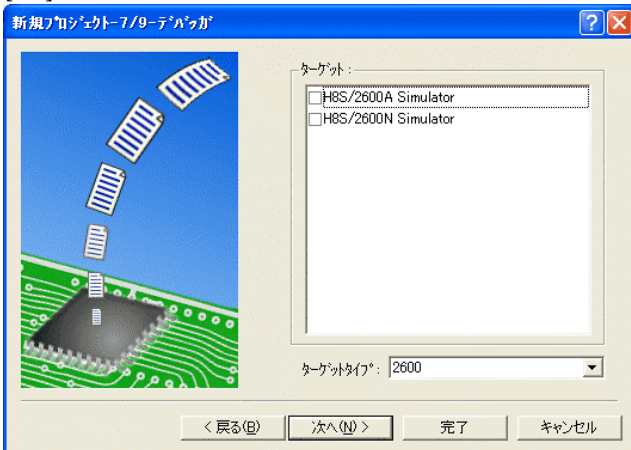 新規ﾌﾟﾛｼﾞｪｸﾄ-7/9-ﾃﾞﾊﾞｯｶﾞ
ﾀｰｹﾞｯﾄ :
H8S/2600A Simulator
H8S/2600N Simulator
ﾀｰｹﾞｯﾄﾀｲﾌﾟ : 2600
< 戻る(B)
次へ(N) >
完了
キャンセル